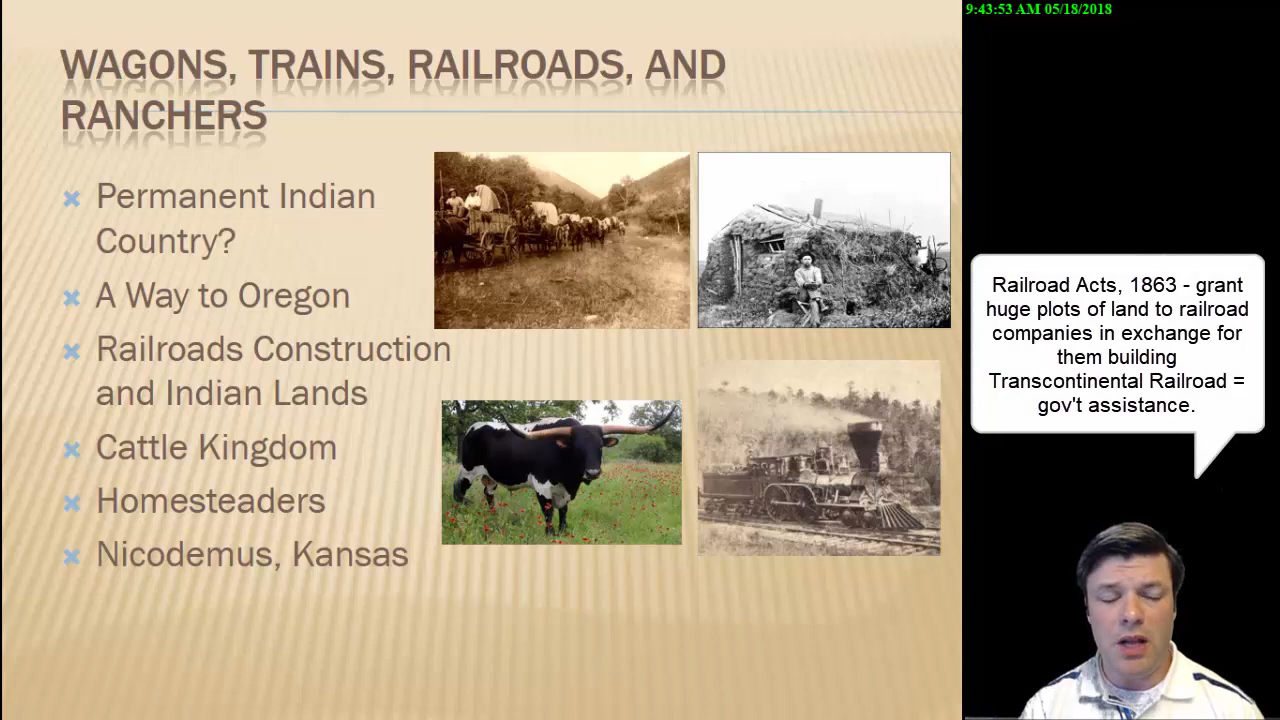 9:43:53 AM 05/18/2018
WAGONS, TRAINS, RAILROADS, AND
RANCHERS
Permanent Indian
Country?
A Way to Oregon
Railroads Construction
and Indian Lands
Cattle Kingdom
Homesteaders
Nicodemus, Kansas
Railroad Acts, 1863 - grant
huge plots of land to railroad
companies in exchange for
them building
Transcontinental Railroad =
gov't assistance.